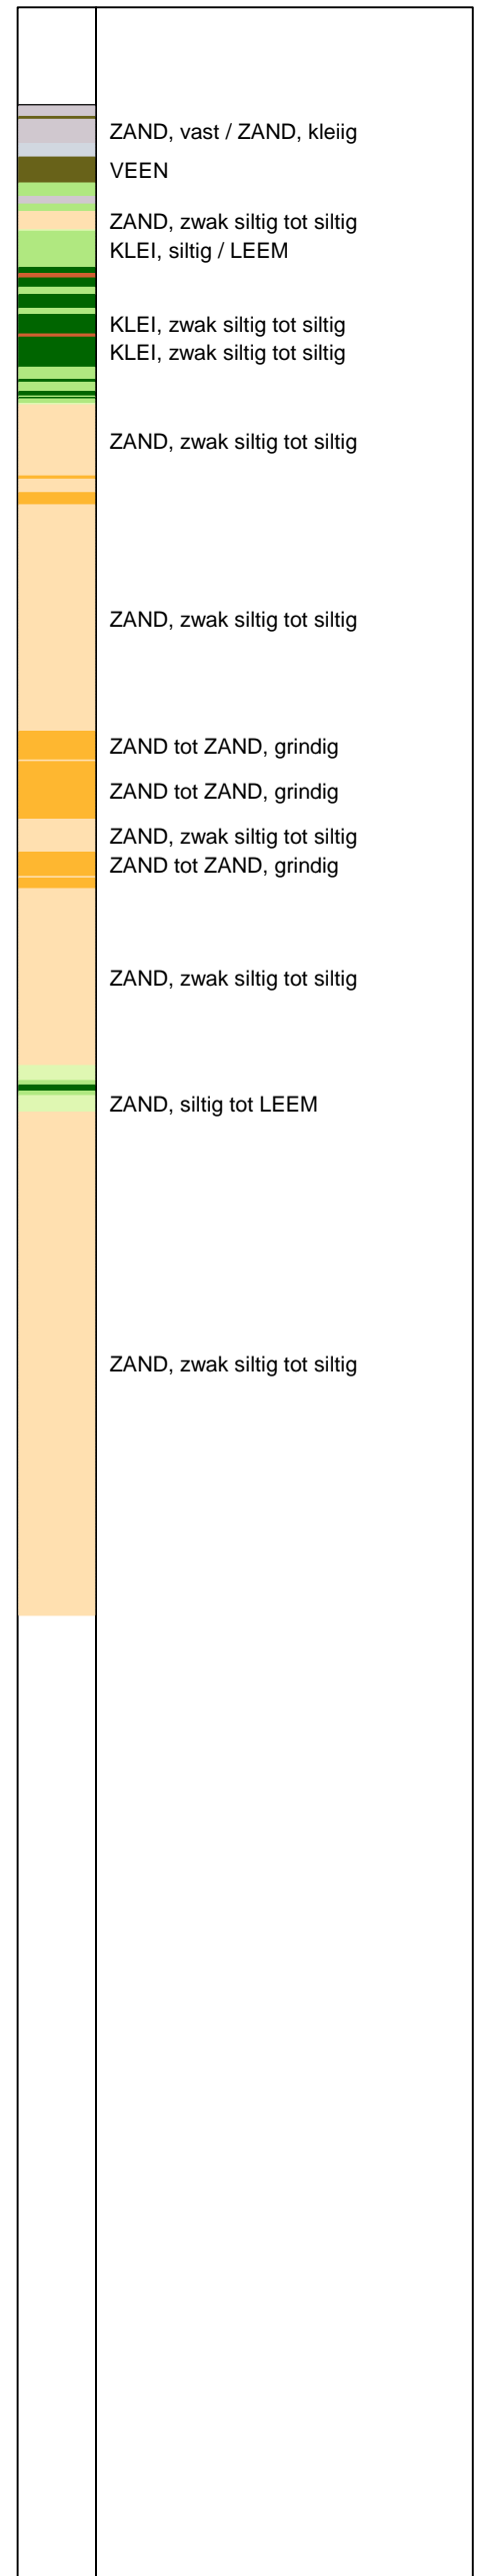 ZAND, vast / ZAND, kleiig
VEEN
ZAND, zwak siltig tot siltig
KLEI, siltig / LEEM
KLEI, zwak siltig tot siltig
KLEI, zwak siltig tot siltig
ZAND, zwak siltig tot siltig
ZAND, zwak siltig tot siltig
ZAND tot ZAND, grindig
ZAND tot ZAND, grindig
ZAND, zwak siltig tot siltig
ZAND tot ZAND, grindig
ZAND, zwak siltig tot siltig
ZAND, siltig tot LEEM
ZAND, zwak siltig tot siltig